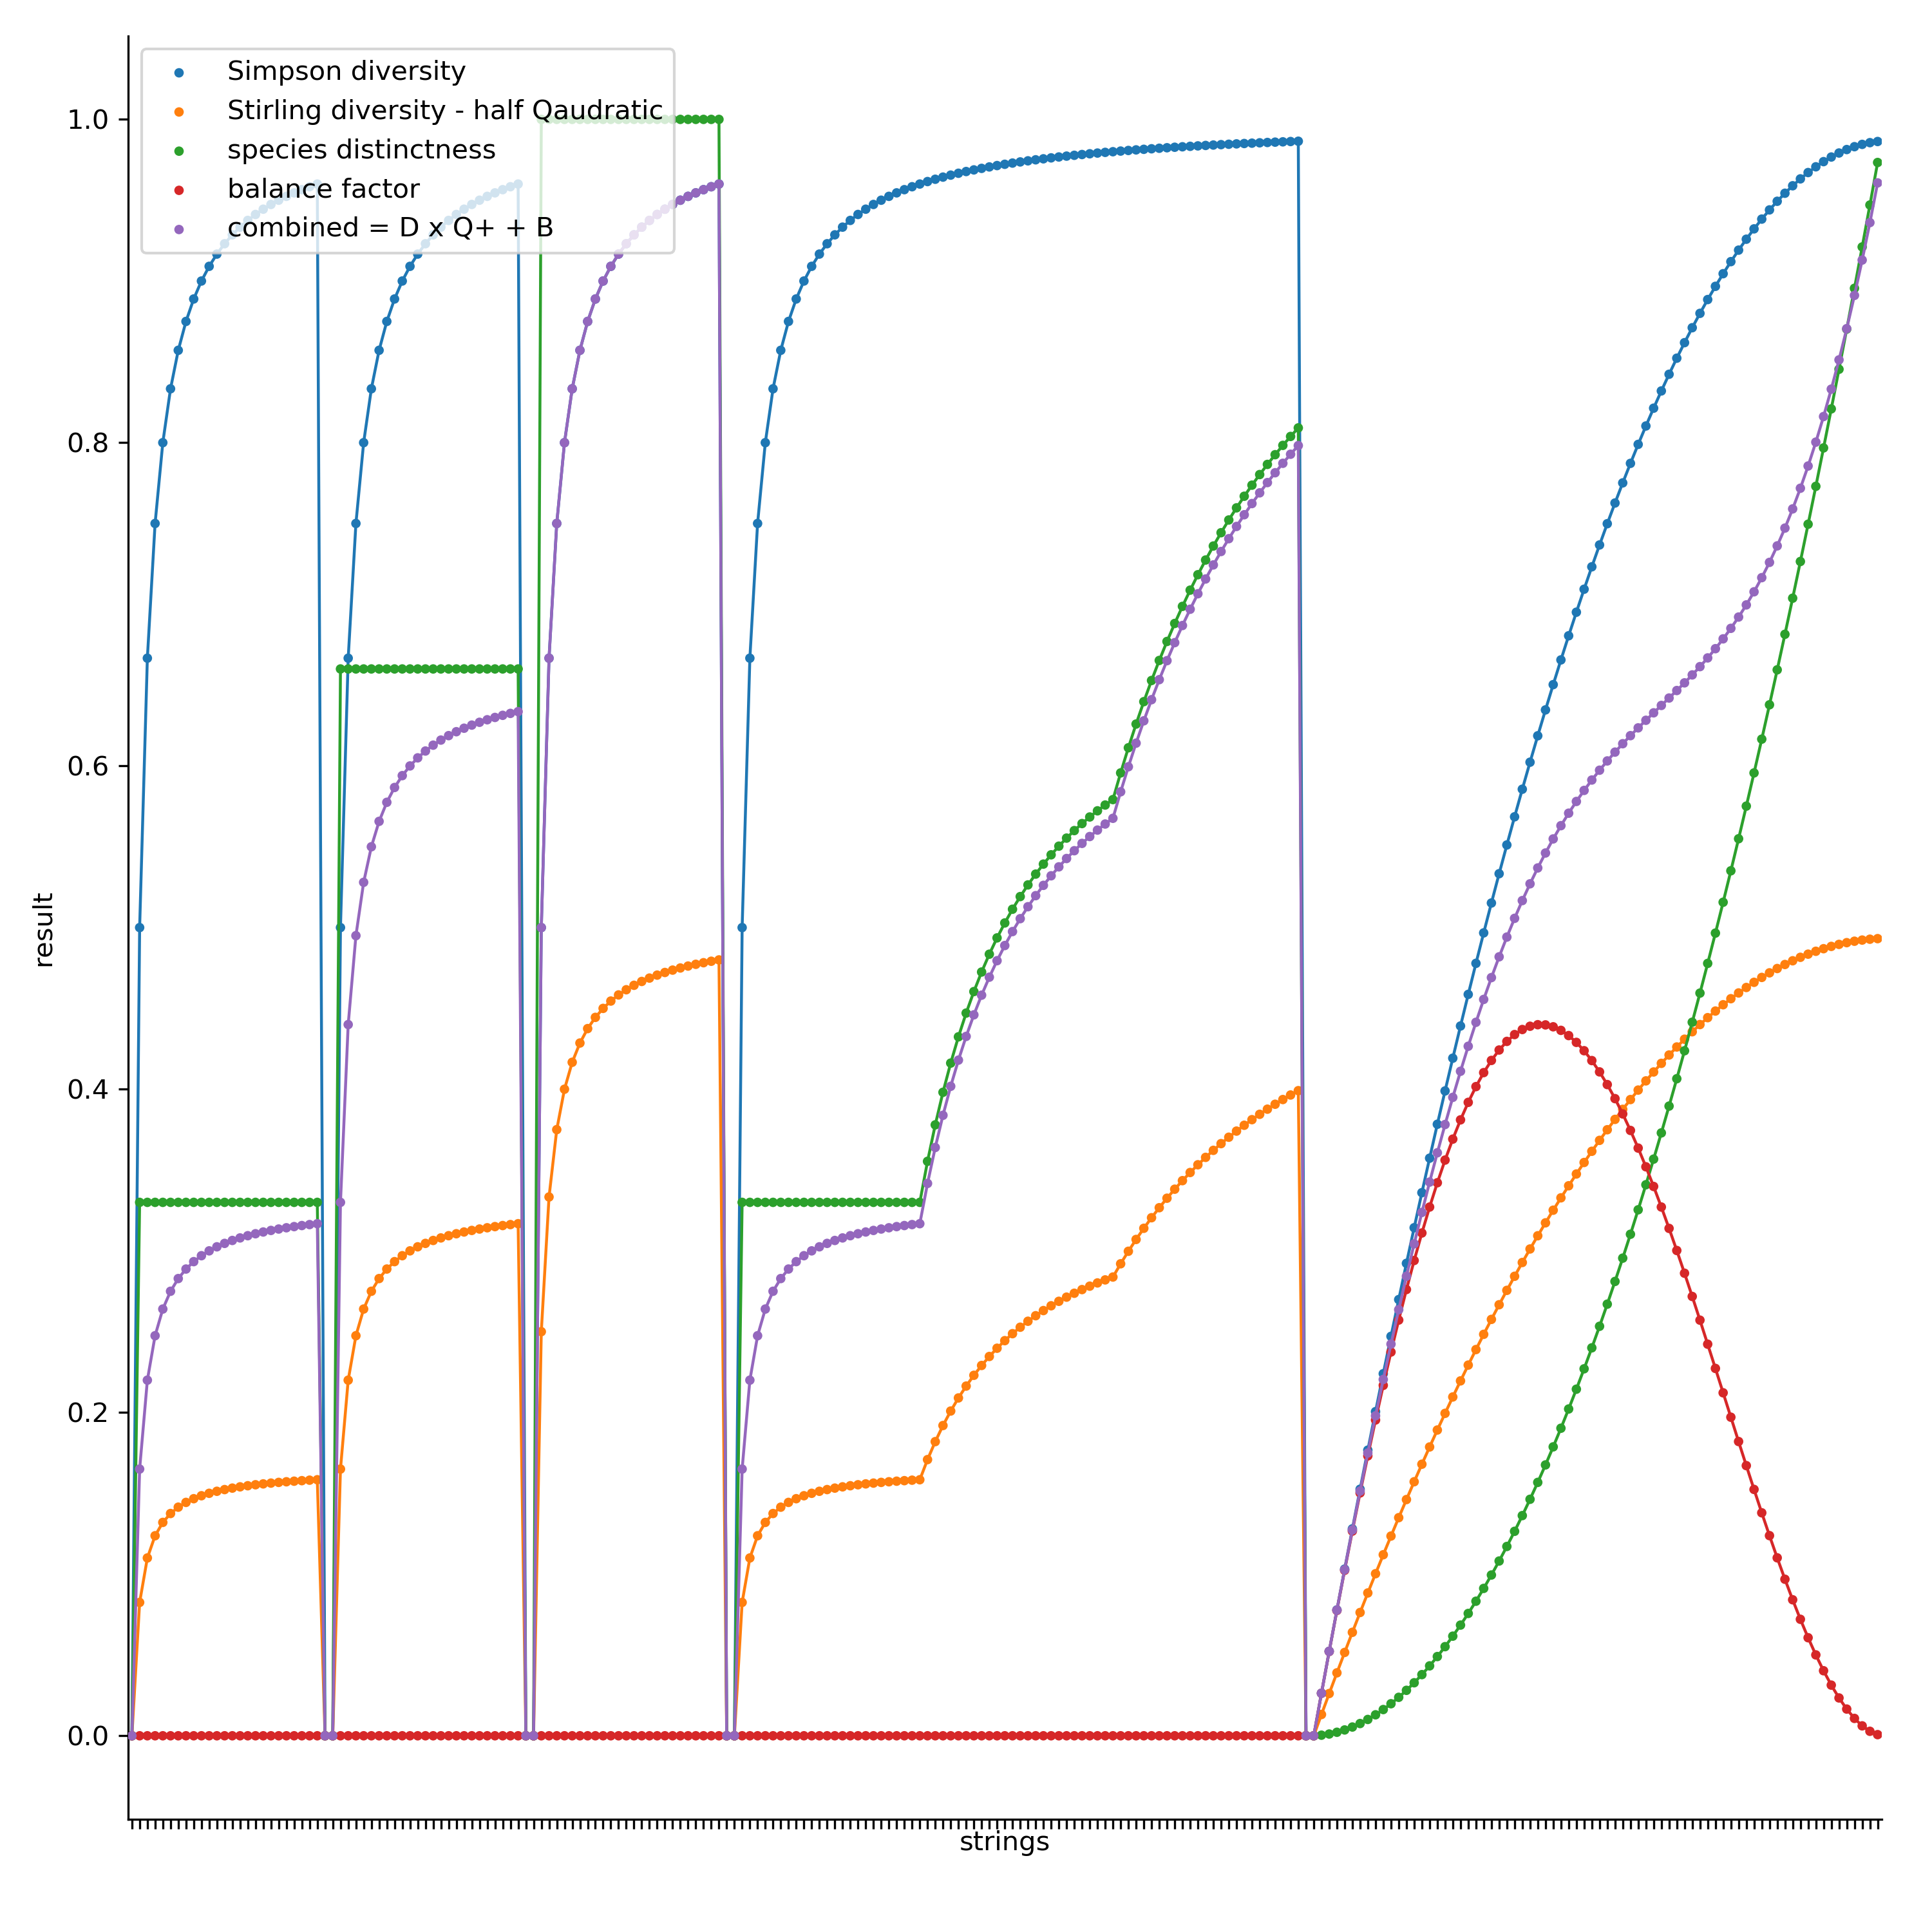 Simpson diversity
Stirling diversity - half Qaudratic
species distinctness
balance factor
combined = D x Q+ + B
1.0
0.8
0.6
0.4
0.2
0.0
result
strings